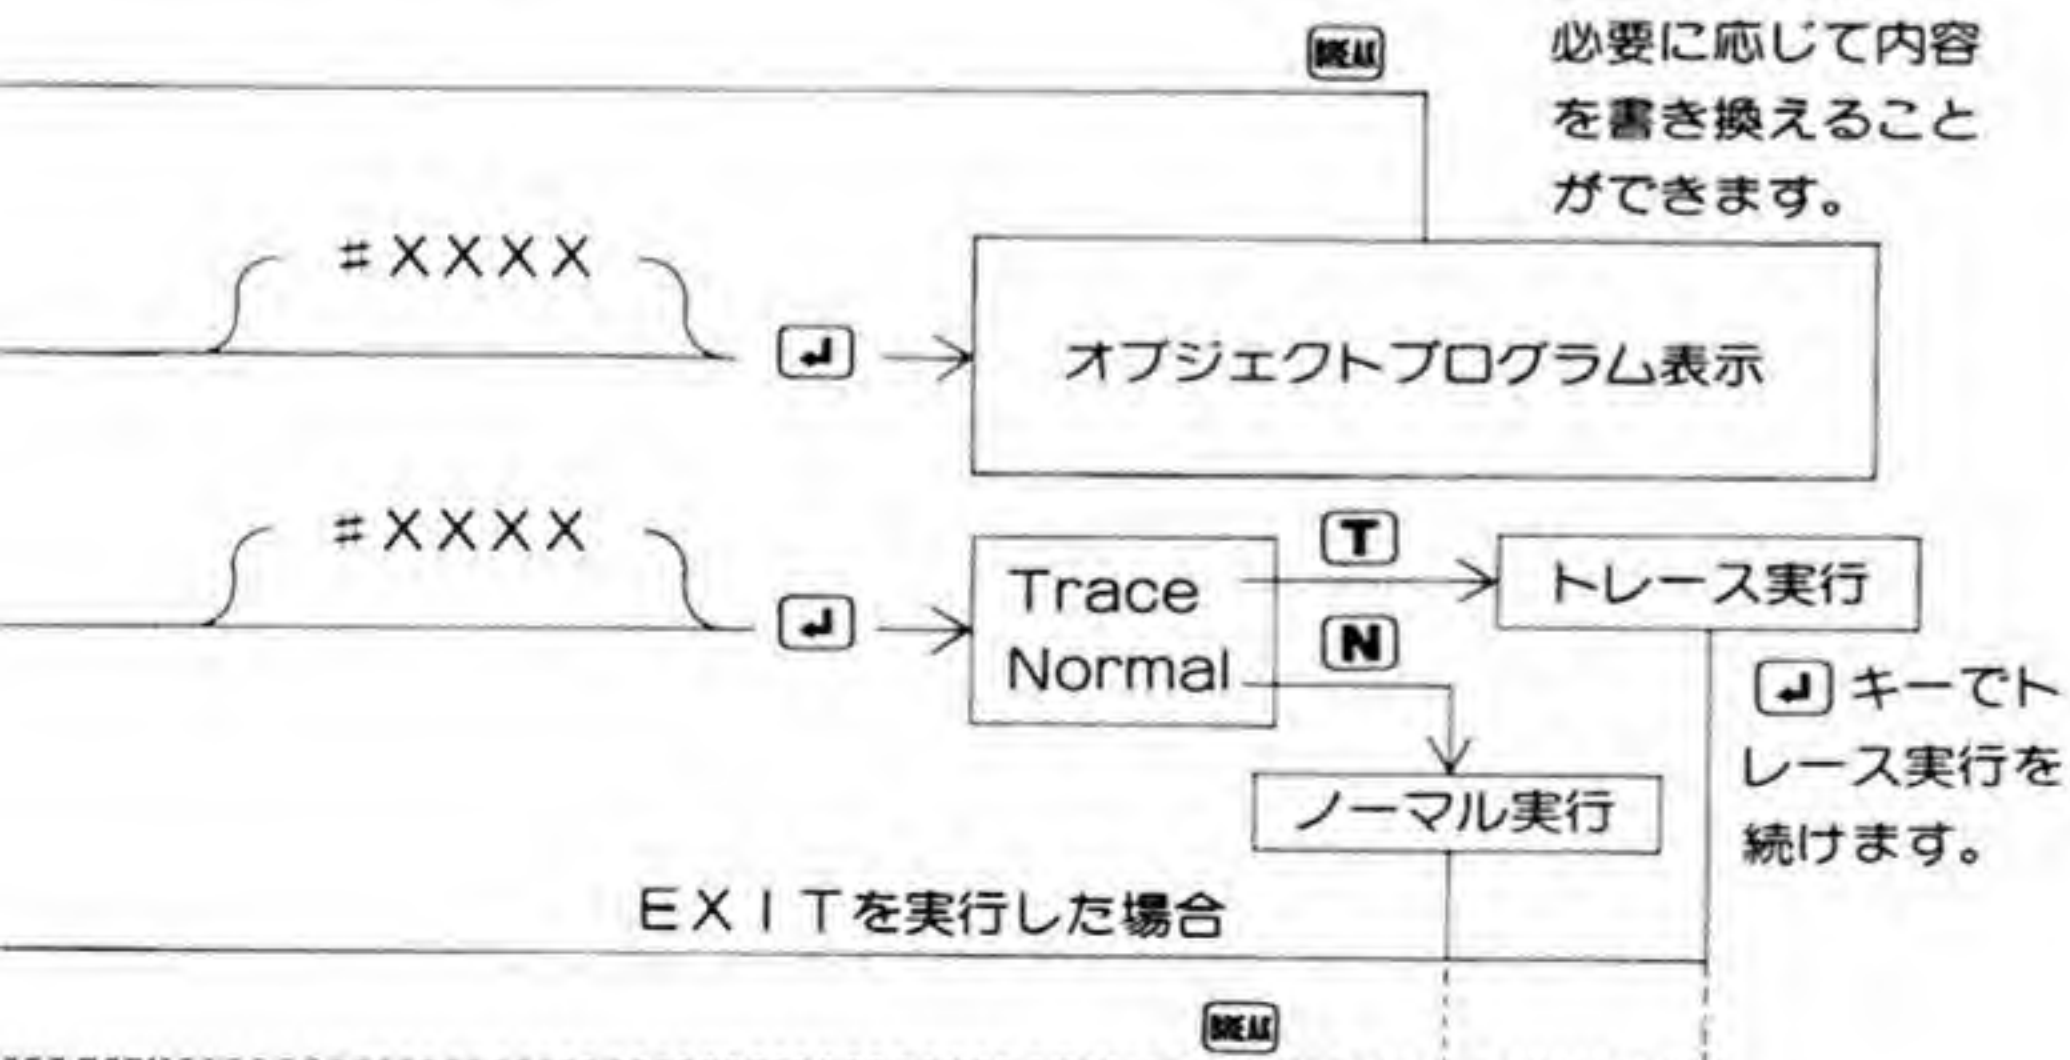 BREAK
必要に応じて内容
を書き換えること
ができます。
#XXXX
↲
オブジェクトプログラム表示
#XXXX
↲
Trace
Normal
T
N
トレース実行
↲キーでト
レース実行を
続けます。
ノーマル実行
EXITを実行した場合
BREAK